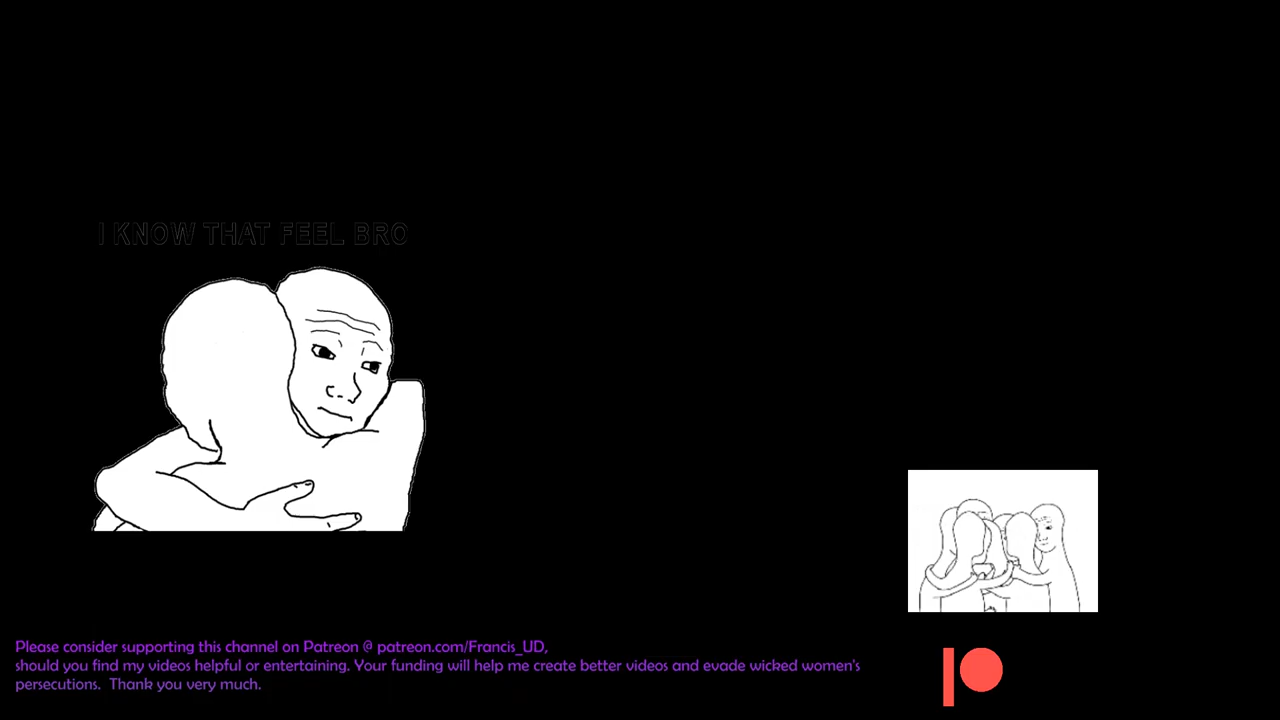 I KNOW THAT FEEL BRO
Please consider supporting this channel on Patreon @ patreon.com/Francis_UD,
should you find my videos helpful or entertaining. Your funding will help me create better videos and evade wicked women's
persecutions.  Thank you very much.